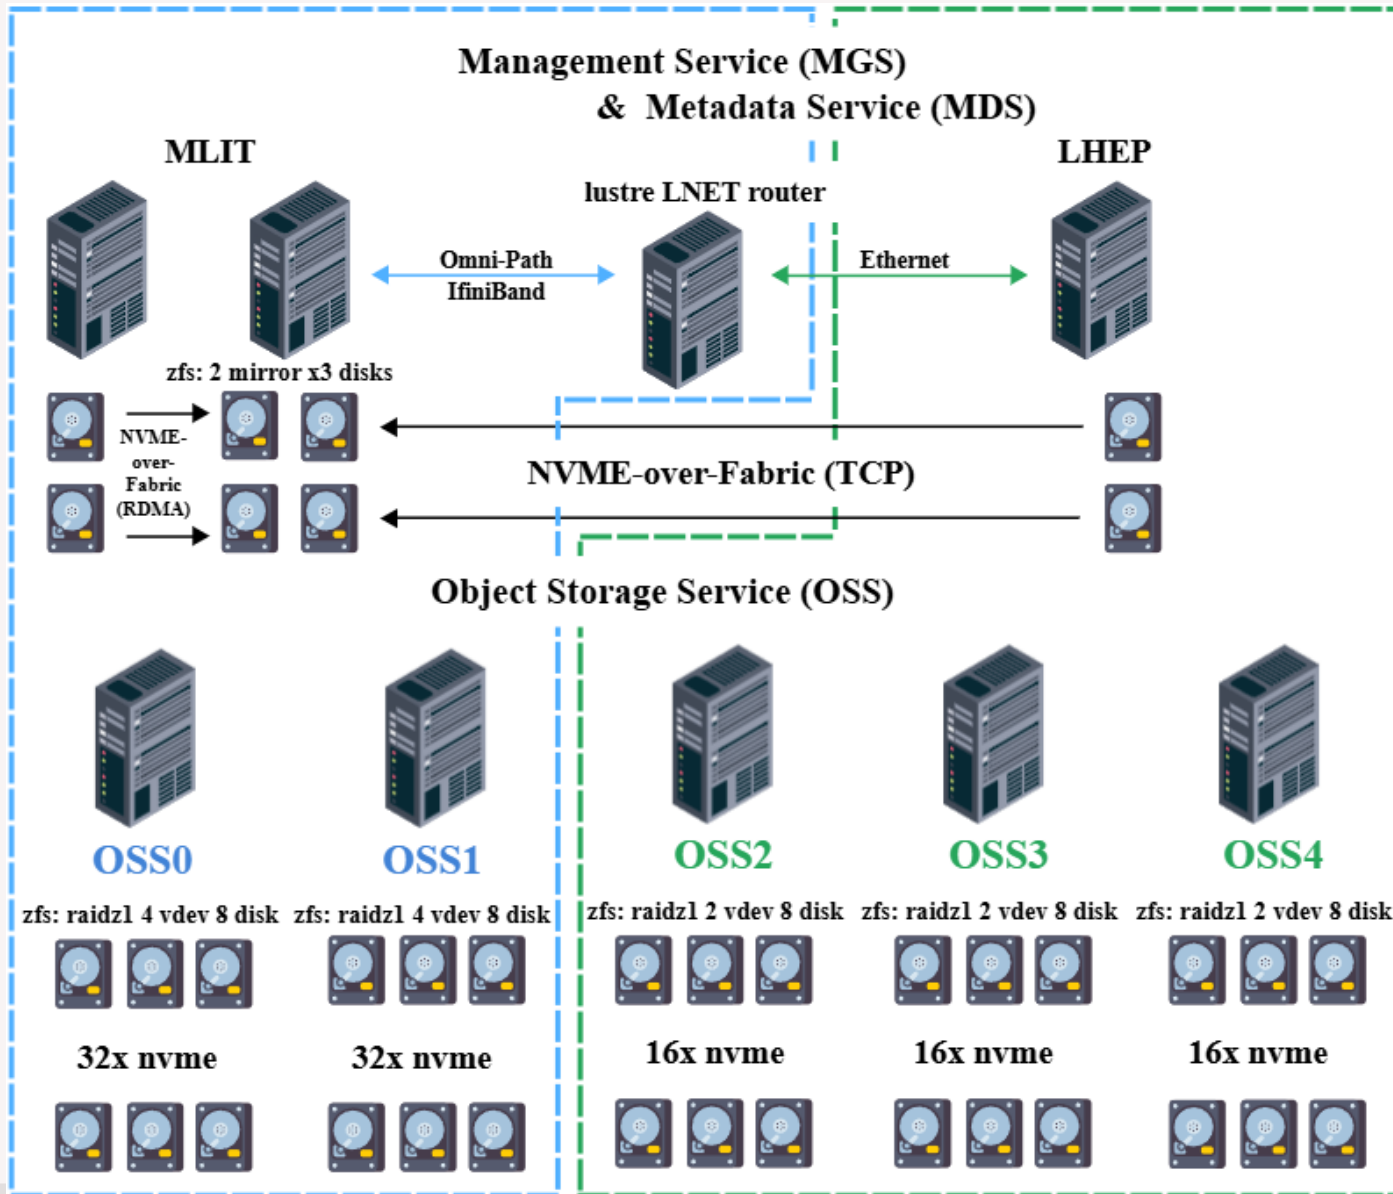 Management Service (MGS)
& Metadata Service (MDS)
MLIT
LHEP
lustre LNET router
Omni-Path
IfiniBand
Ethernet
zfs: 2 mirror x3 disks
NVME-
over-
Fabric
(RDMA)
NVME-over-Fabric (TCP)
Object Storage Service (OSS)
OSS0
OSS1
OSS2
OSS3
OSS4
zfs: raidz1 4 vdev 8 disk
zfs: raidz1 4 vdev 8 disk
zfs: raidz1 2 vdev 8 disk
zfs: raidz1 2 vdev 8 disk
zfs: raidz1 2 vdev 8 disk
32x nvme
32x nvme
16x nvme
16x nvme
16x nvme